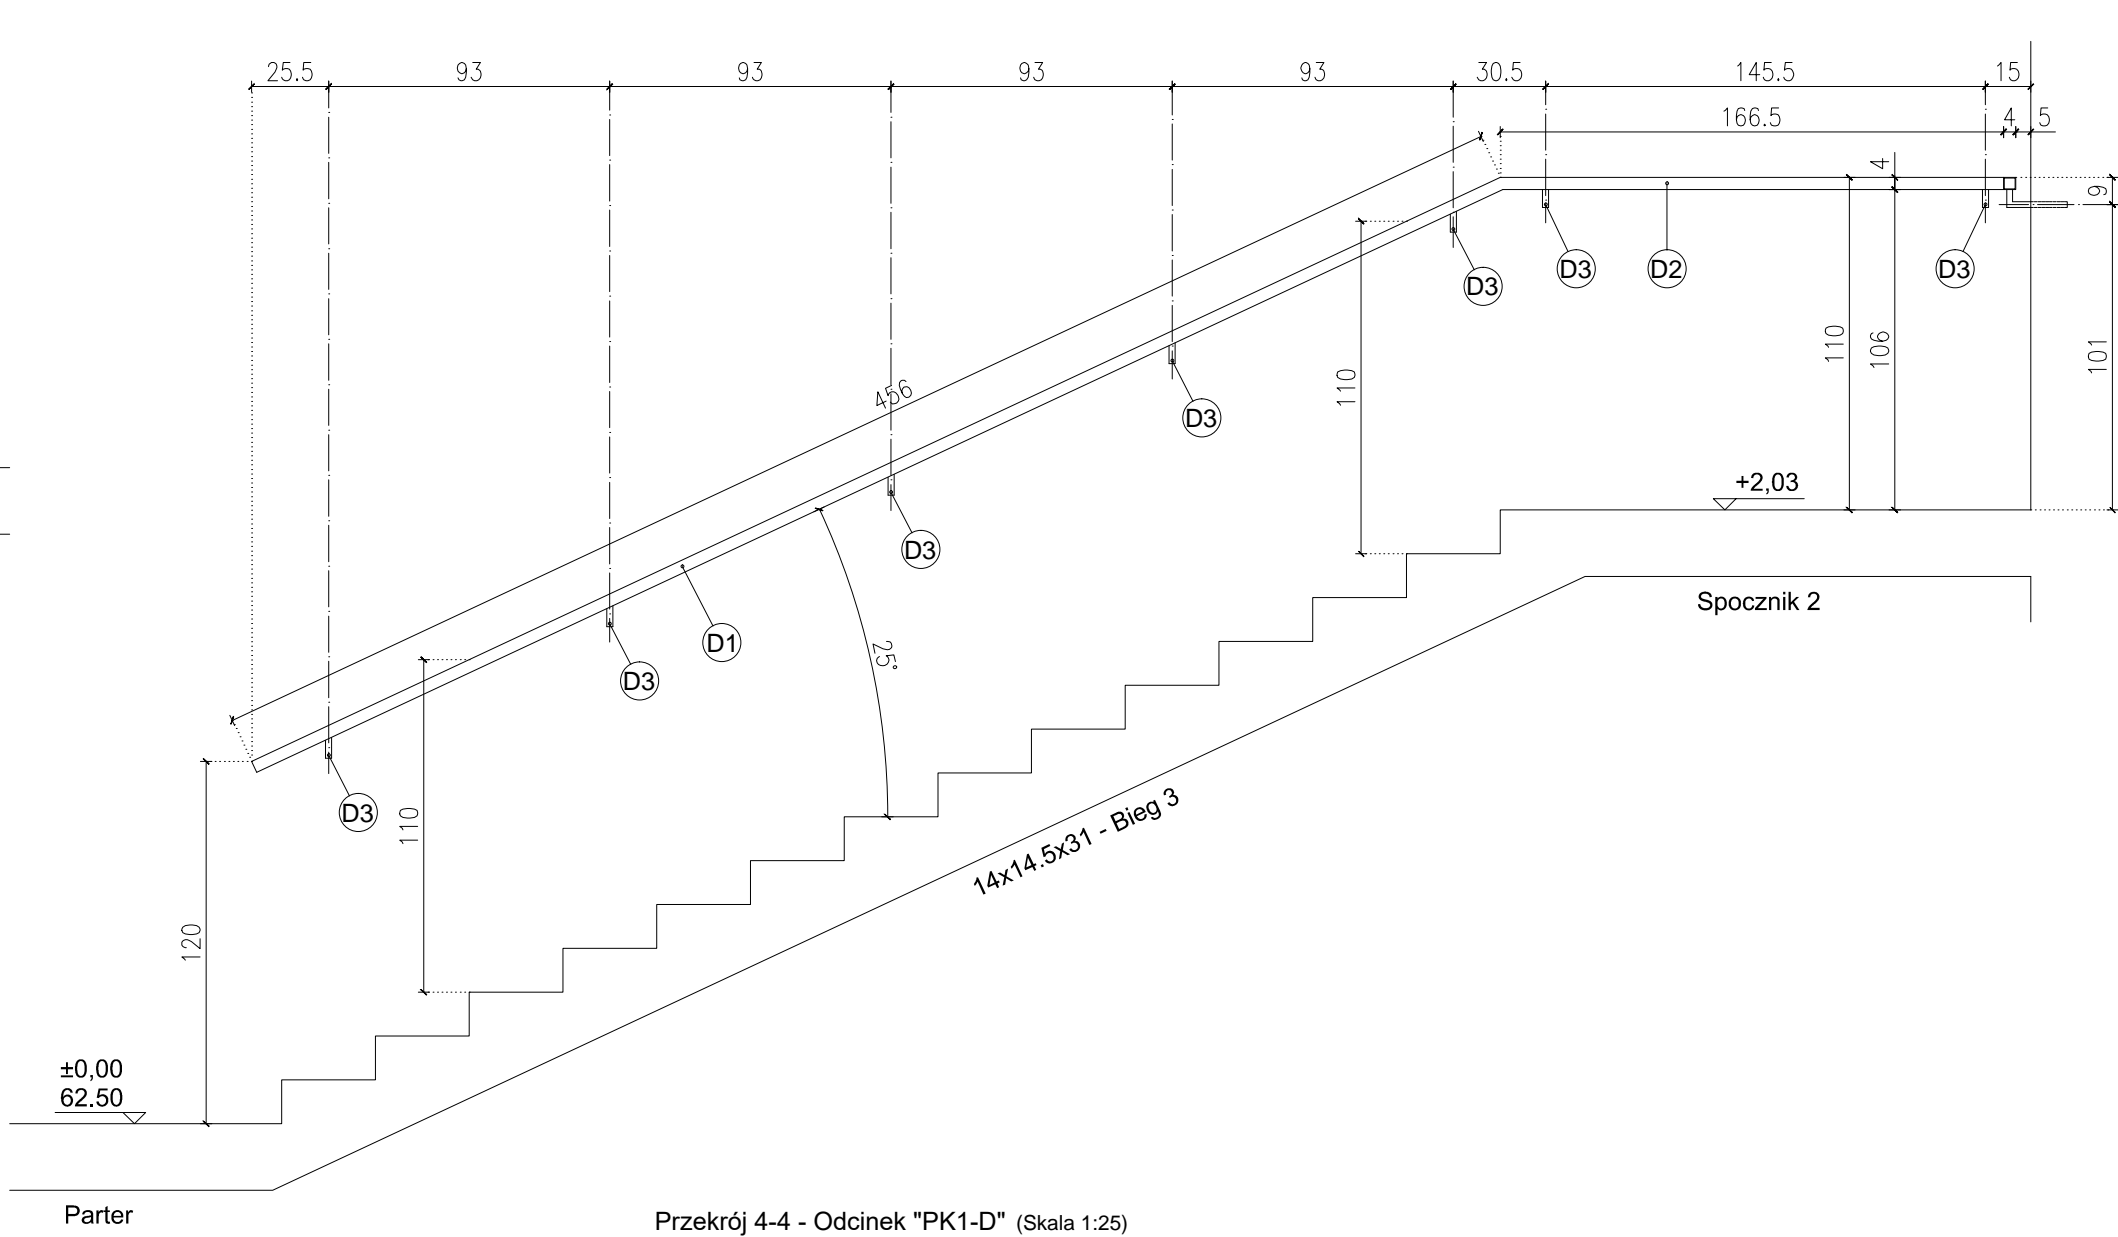 25.5 93 93 93 93 30.5 145.5 15
166.5 4 5
4
9
456
110
110
106
101
D3 D3 D2 D3
D3
D3
+2,03
D3
Spocznik 2
D1
25°
D3
D3
110
14x14.5x31 - Bieg 3
120
±0,00
62.50
Parter
Przekrój 4-4 - Odcinek "PK1-D" (Skala 1:25)